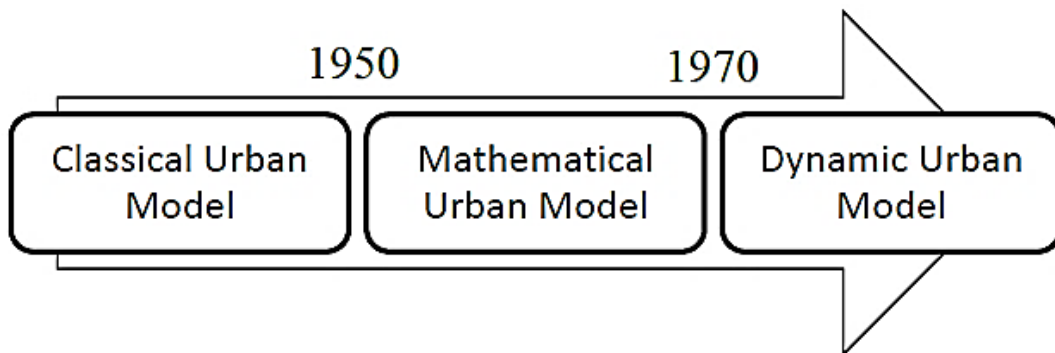 1950
1970
Classical Urban
Model
Mathematical
Urban Model
Dynamic Urban
Model